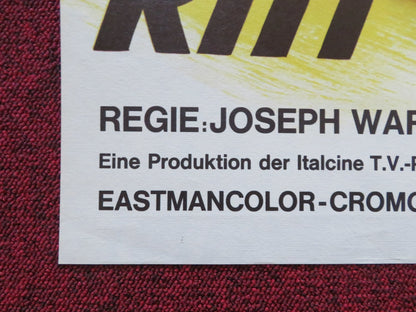 REGIE: JOSEPH WAR
Eine Produktion der Italcine T.V.-
EASTMANCOLOR-CROMO